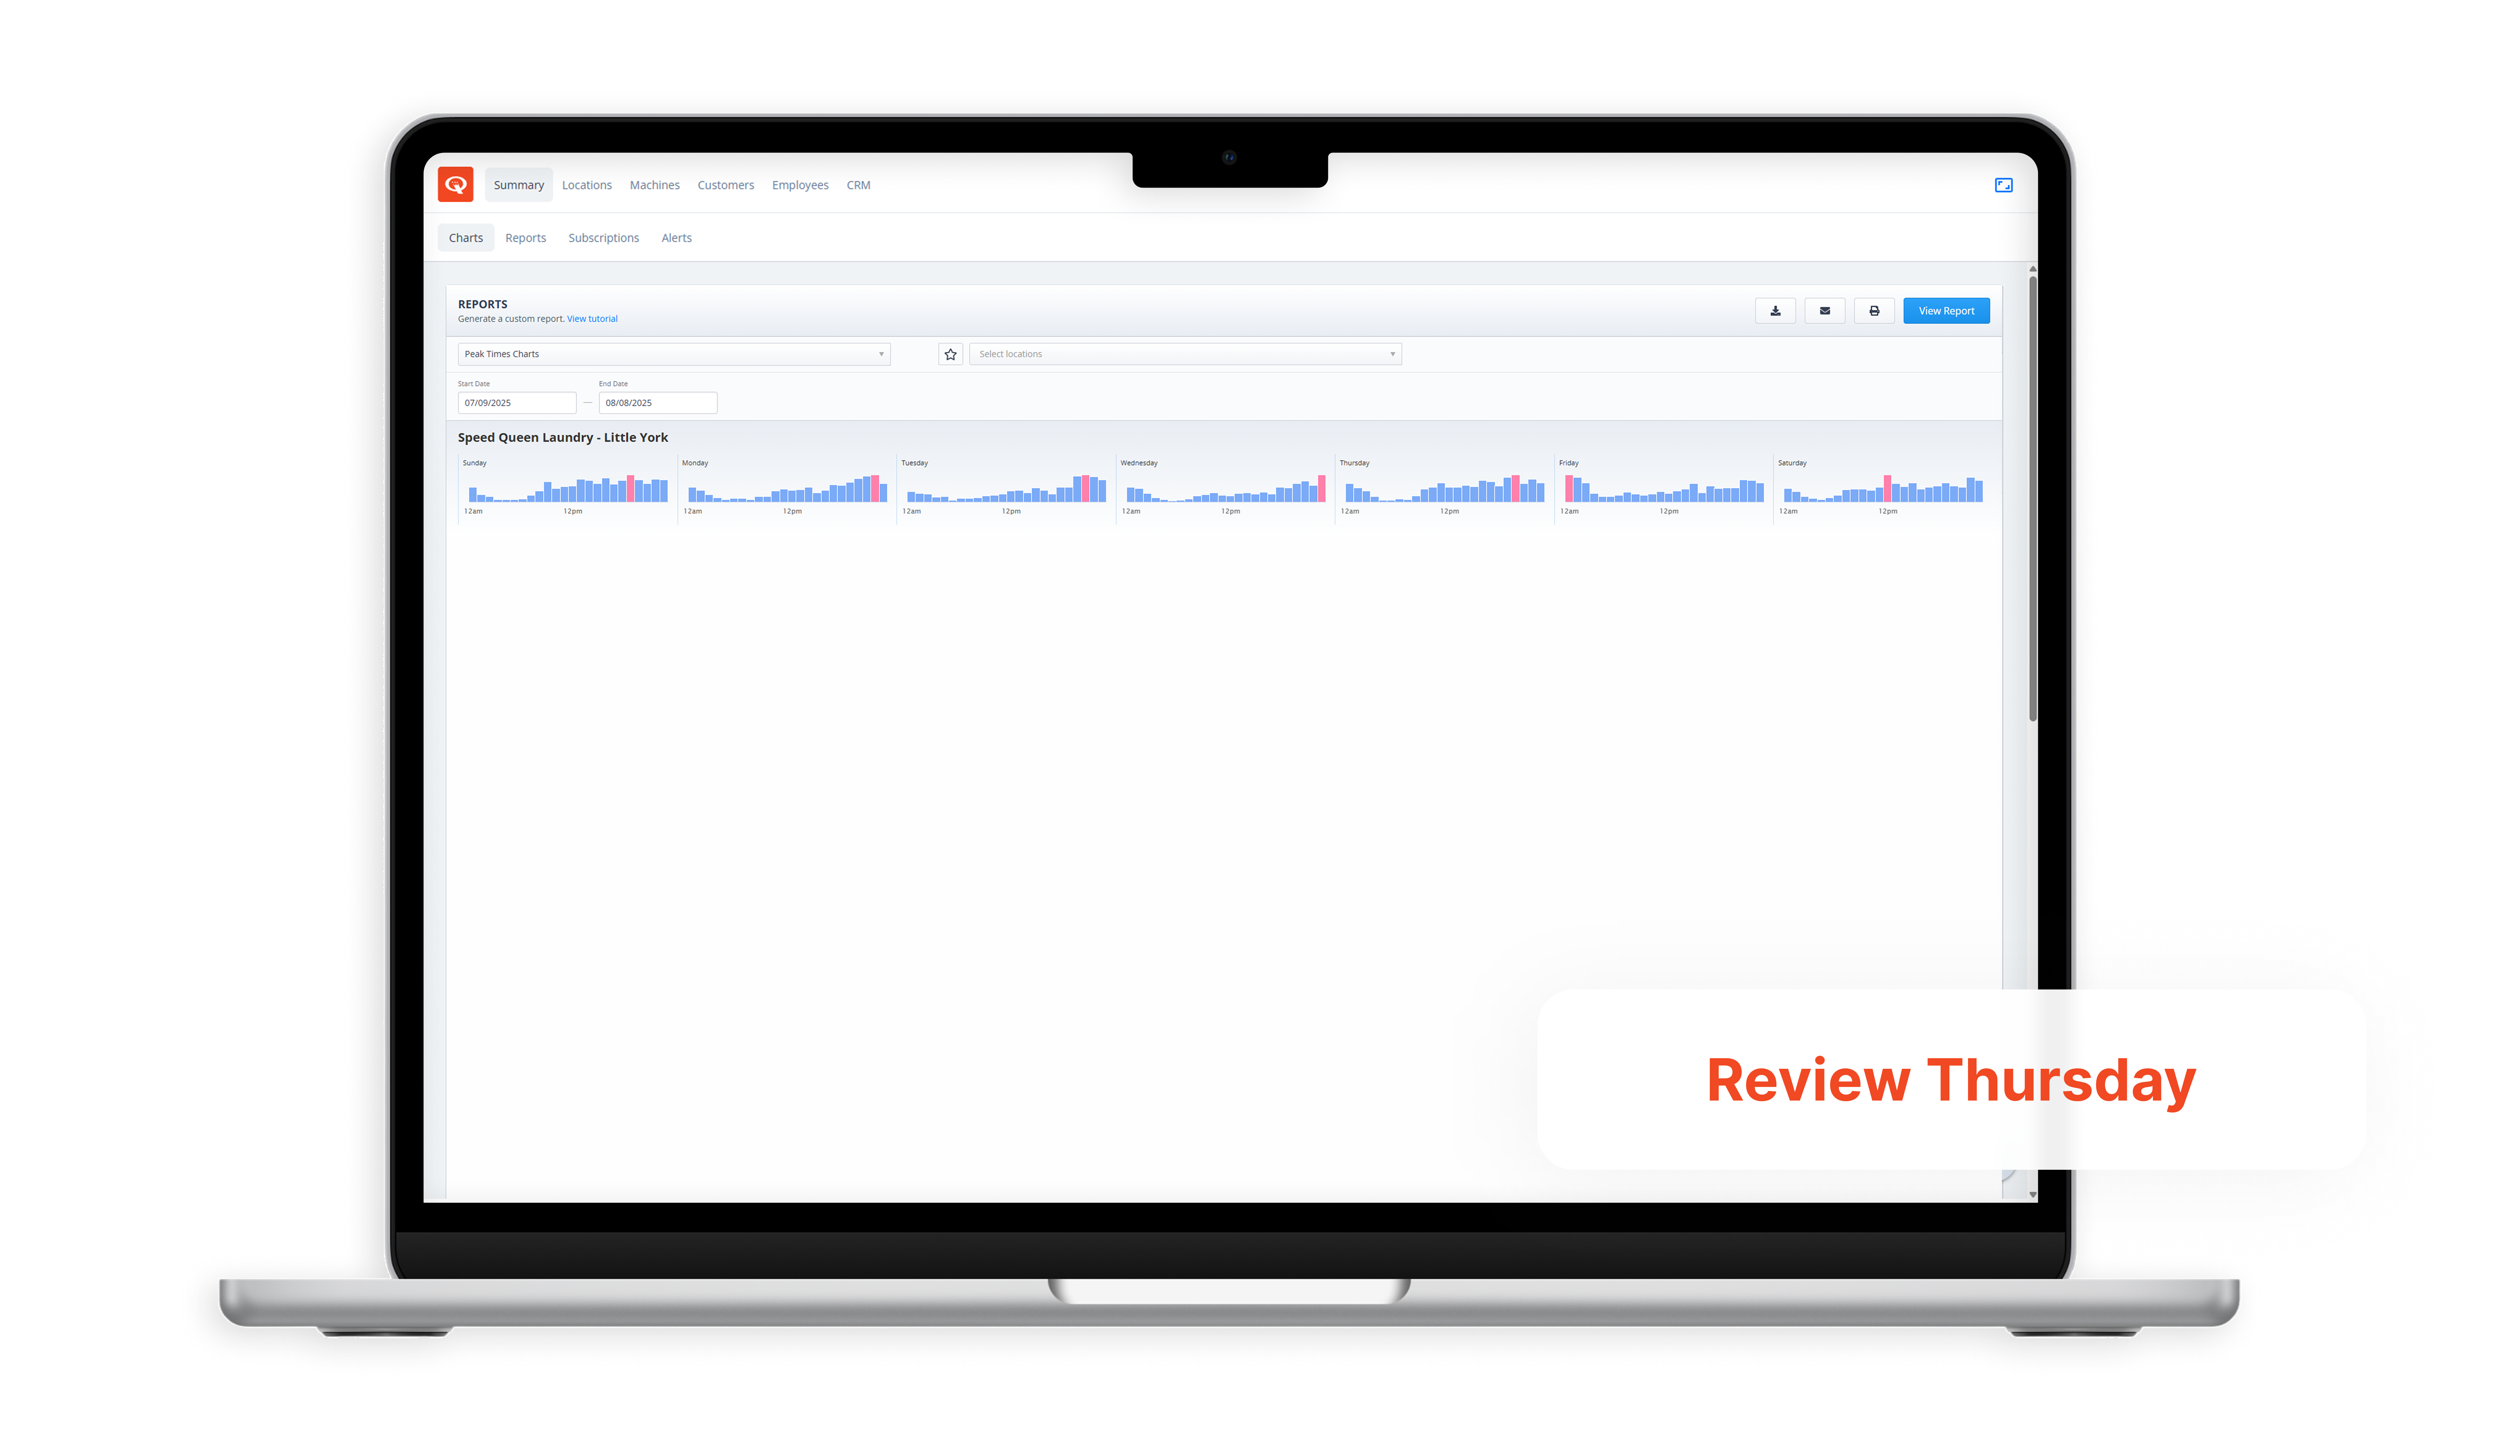 Summary Locations Machines Customers Employees CRM
Charts Reports Subscriptions Alerts
REPORTS
Generate a custom report. View tutorial
View Report
Peak Times Charts
Select locations
Start Date End Date
07/09/2025 — 08/08/2025
Speed Queen Laundry - Little York
Sunday Monday Tuesday Wednesday Thursday Friday Saturday
12am 12pm 12am 12pm 12am 12pm 12am 12pm 12am 12pm 12am 12pm 12am 12pm
Review Thursday